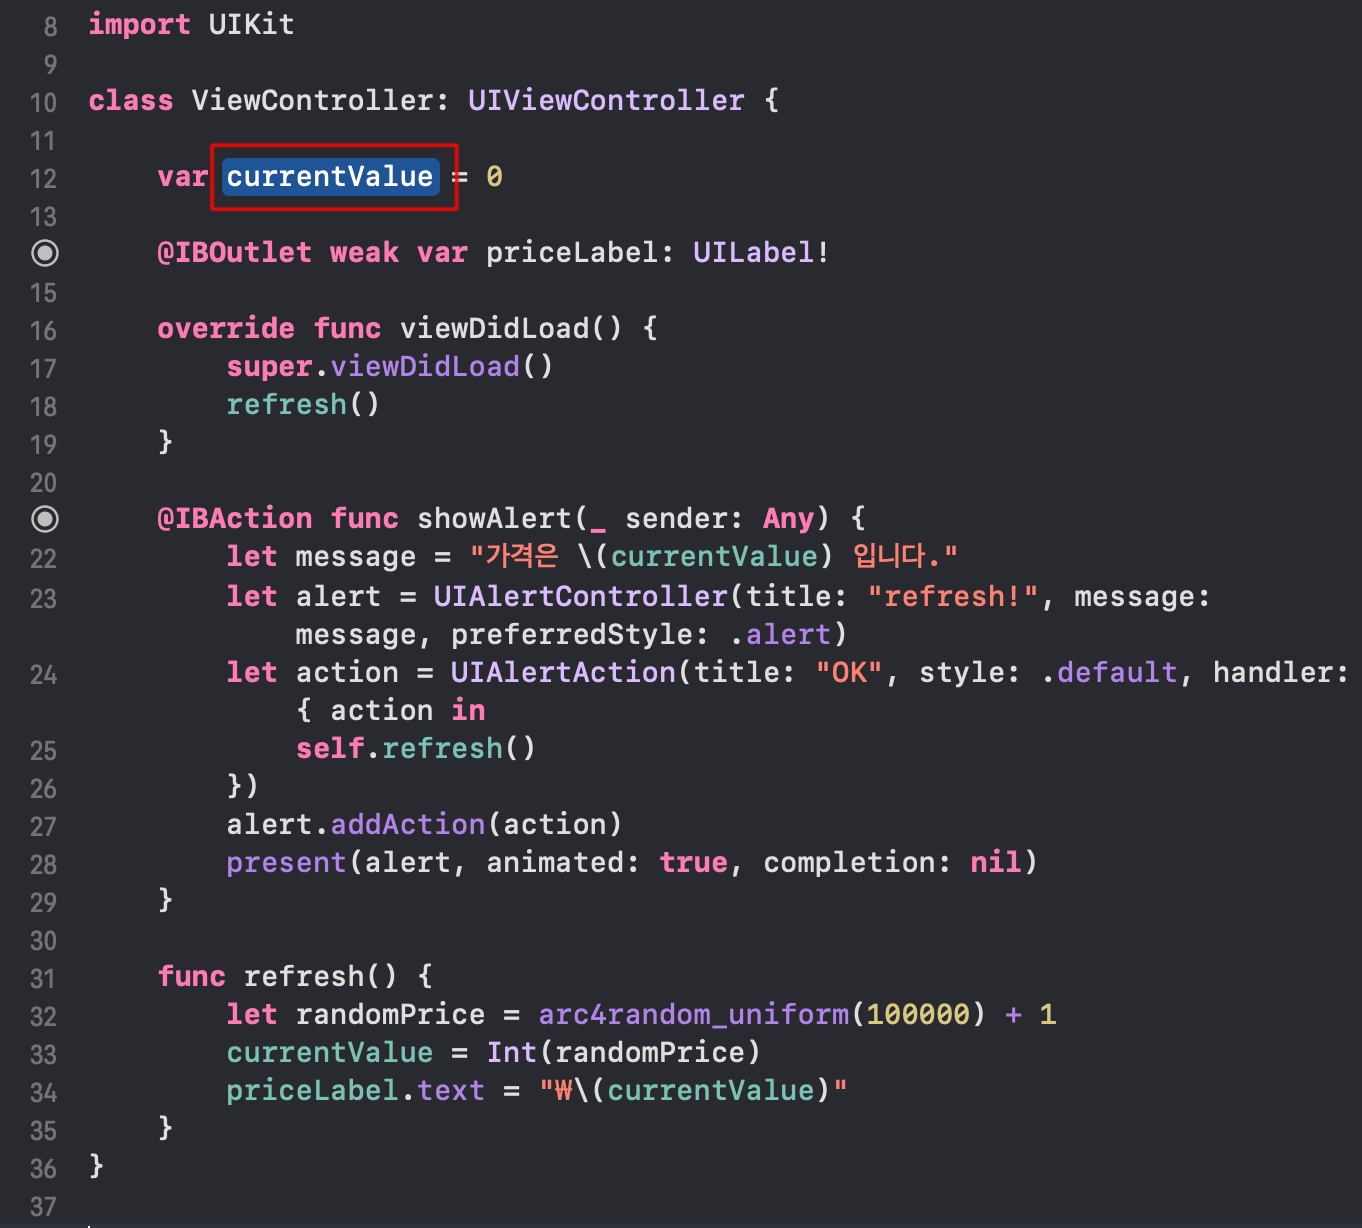 8 import UIKit
9
10 class ViewController: UIViewController {
11
12 var currentValue = 0
13
@IBOutlet weak var priceLabel: UILabel!
15
16 override func viewDidLoad() {
17 super.viewDidLoad()
18 refresh()
19 }
20
@IBAction func showAlert(_ sender: Any) {
22 let message = "가격은 \(currentValue) 입니다."
23 let alert = UIAlertController(title: "refresh!", message:
message, preferredStyle: .alert)
24 let action = UIAlertAction(title: "OK", style: .default, handler:
{ action in
25 self.refresh()
26 })
27 alert.addAction(action)
28 present(alert, animated: true, completion: nil)
29 }
30
31 func refresh() {
32 let randomPrice = arc4random_uniform(100000) + 1
33 currentValue = Int(randomPrice)
34 priceLabel.text = "₩\(currentValue)"
35 }
36 }
37